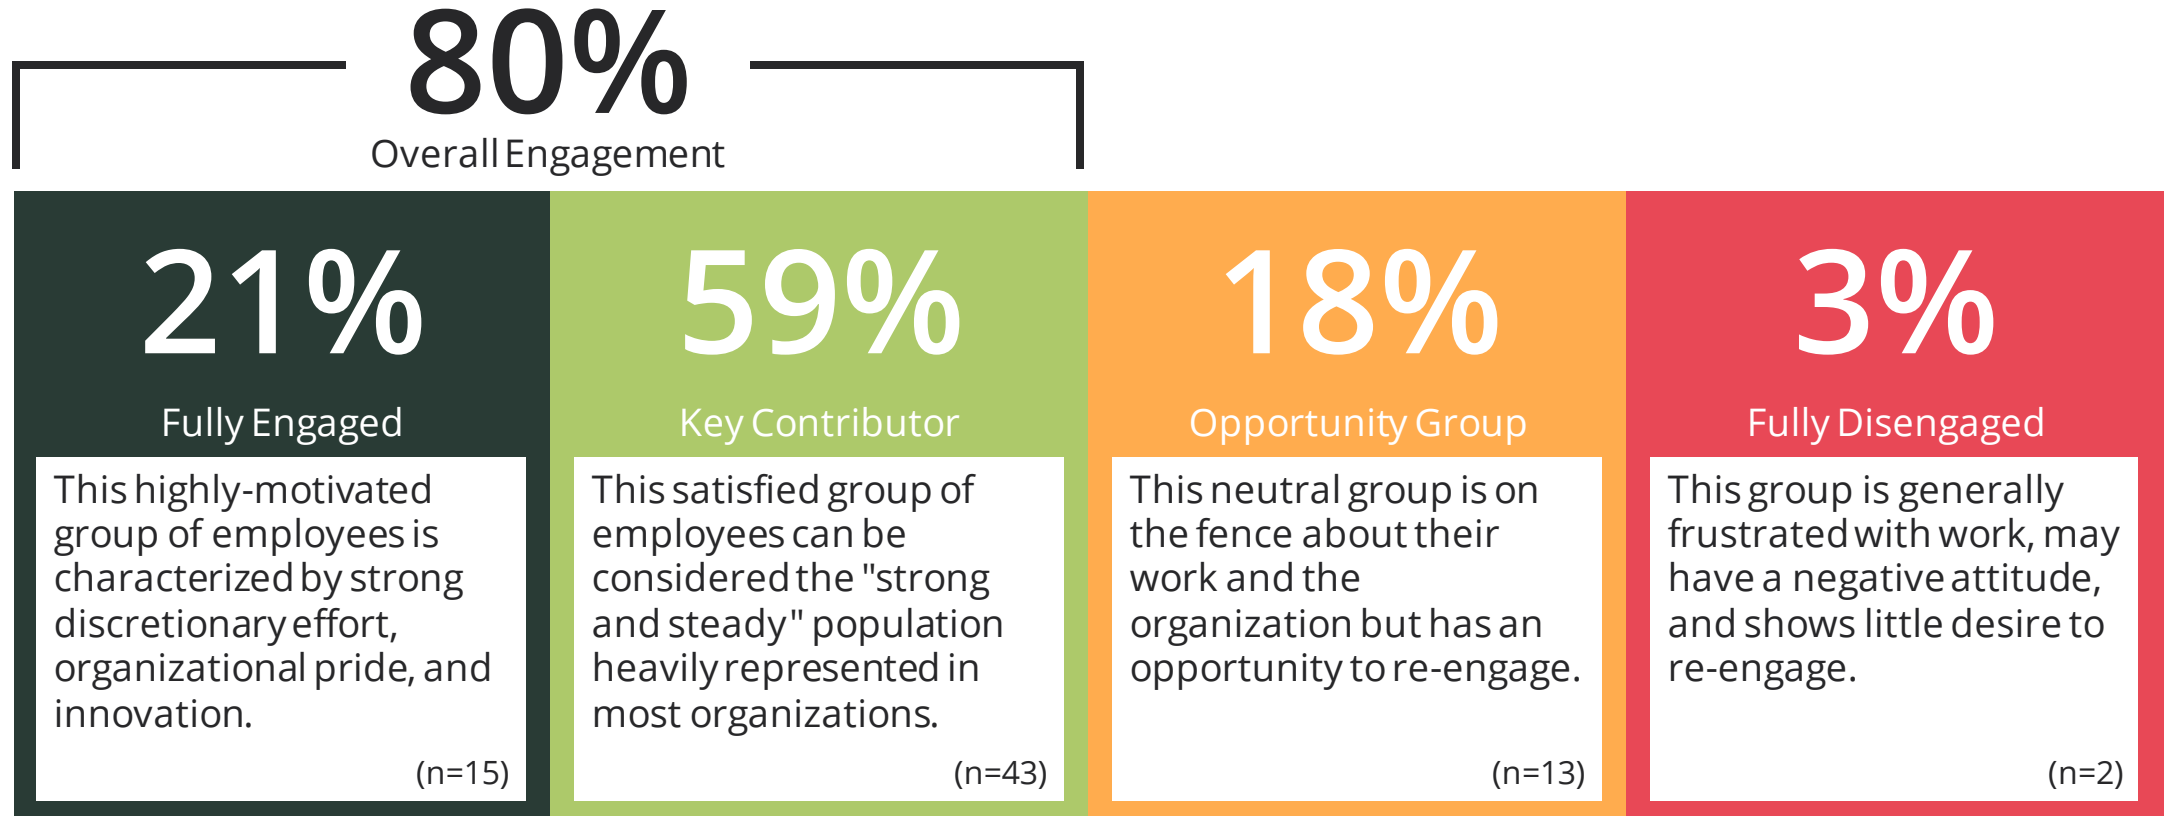 80%
Overall Engagement
21%
Fully Engaged
This highly-motivated
group of employees is
characterized by strong
discretionary effort,
organizational pride, and
innovation.
(n=15)
59%
Key Contributor
This satisfied group of
employees can be
considered the "strong
and steady" population
heavily represented in
most organizations.
(n=43)
18%
Opportunity Group
This neutral group is on
the fence about their
work and the
organization but has an
opportunity to re-engage.
(n=13)
3%
Fully Disengaged
This group is generally
frustrated with work, may
have a negative attitude,
and shows little desire to
re-engage.
(n=2)